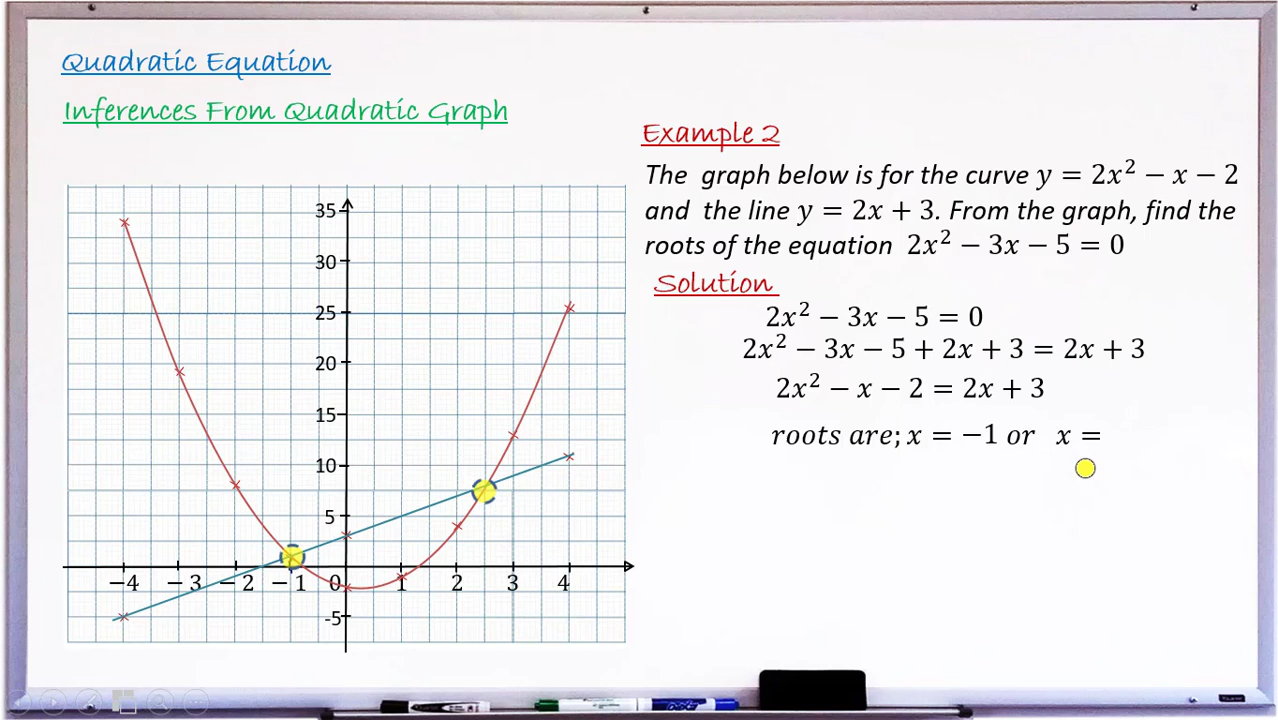 Quadratic Equation
Inferences From Quadratic Graph
Example 2
The graph below is for the curve y = 2x² − x − 2
and the line y = 2x + 3. From the graph, find the
roots of the equation 2x² − 3x − 5 = 0
Solution
2x² − 3x − 5 = 0
2x² − 3x − 5 + 2x + 3 = 2x + 3
2x² − x − 2 = 2x + 3
roots are; x = −1 or x =
35
30
25
20
15
10
5
−4 −3 −2 −1 0 1 2 3 4
-5